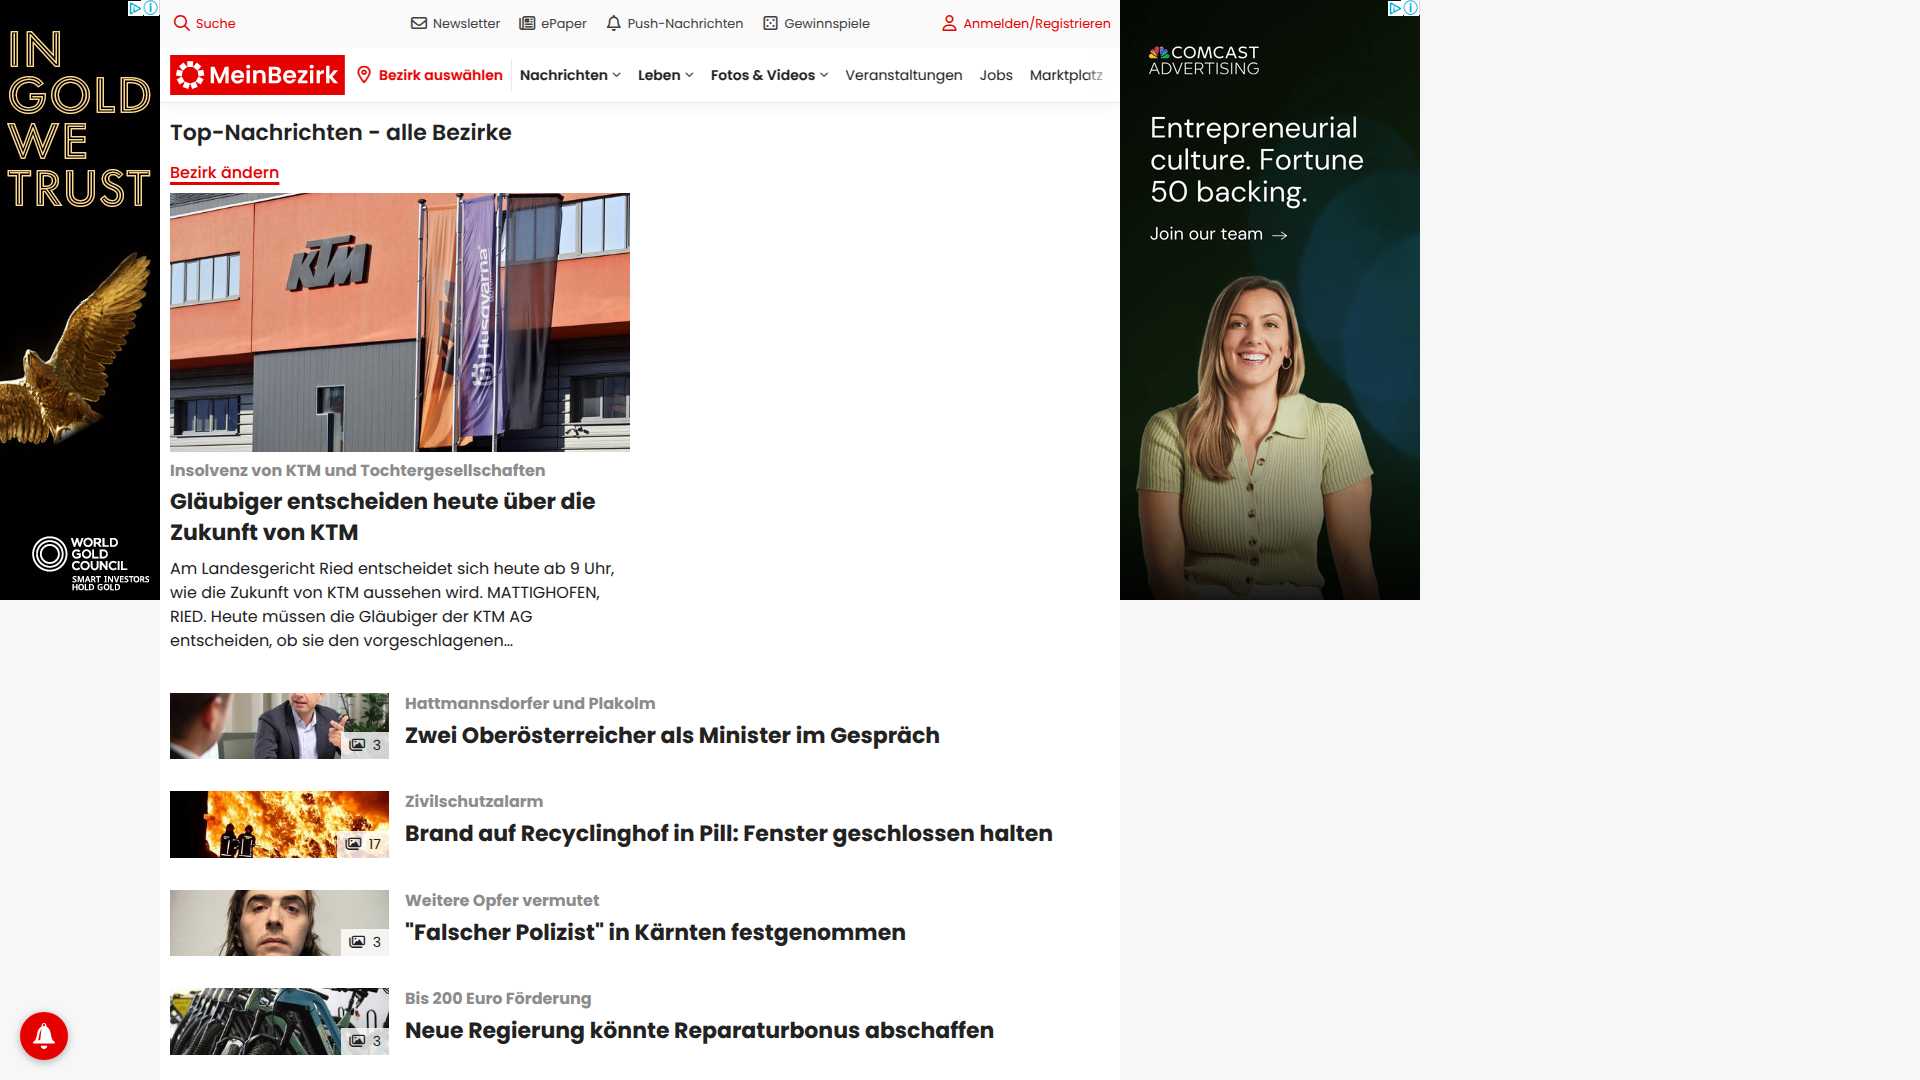 Suche
Newsletter
ePaper
Push-Nachrichten
Gewinnspiele
Anmelden/Registrieren
MeinBezirk
Bezirk auswählen
Nachrichten
Leben
Fotos & Videos
Veranstaltungen
Jobs
Marktplatz
IN
GOLD
WE
TRUST
WORLD
GOLD
COUNCIL
SMART INVESTORS
HOLD GOLD
Top-Nachrichten - alle Bezirke
Bezirk ändern
KTM
Husqvarna
Insolvenz von KTM und Tochtergesellschaften
Gläubiger entscheiden heute über die
Zukunft von KTM
Am Landesgericht Ried entscheidet sich heute ab 9 Uhr,
wie die Zukunft von KTM aussehen wird. MATTIGHOFEN,
RIED. Heute müssen die Gläubiger der KTM AG
entscheiden, ob sie den vorgeschlagenen...
3
Hattmannsdorfer und Plakolm
Zwei Oberösterreicher als Minister im Gespräch
17
Zivilschutzalarm
Brand auf Recyclinghof in Pill: Fenster geschlossen halten
3
Weitere Opfer vermutet
"Falscher Polizist" in Kärnten festgenommen
3
Bis 200 Euro Förderung
Neue Regierung könnte Reparaturbonus abschaffen
COMCAST
ADVERTISING
Entrepreneurial
culture. Fortune
50 backing.
Join our team →